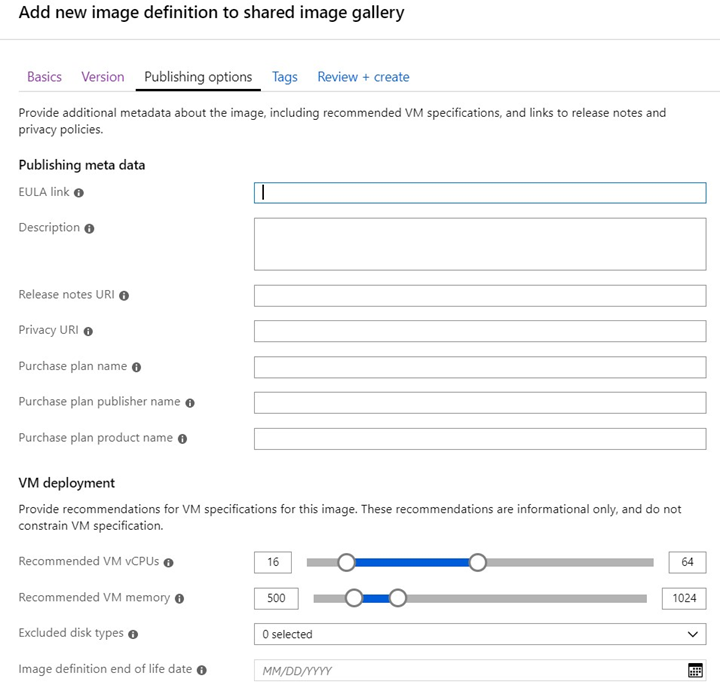 Add new image definition to shared image gallery
Basics Version Publishing options Tags Review + create
Provide additional metadata about the image, including recommended VM specifications, and links to release notes and
privacy policies.
Publishing meta data
EULA link
Description
Release notes URI
Privacy URI
Purchase plan name
Purchase plan publisher name
Purchase plan product name
VM deployment
Provide recommendations for VM specifications for this image. These recommendations are informational only, and do not
constrain VM specification.
Recommended VM vCPUs 16 64
Recommended VM memory 500 1024
Excluded disk types 0 selected
Image definition end of life date MM/DD/YYYY